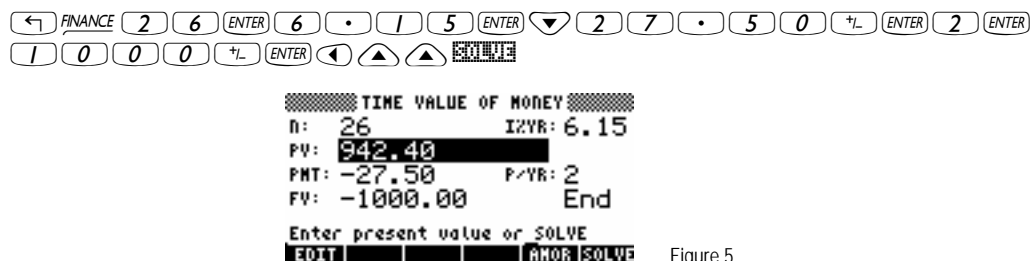 FINANCE 2 6 ENTER 6 • 1 5 ENTER 2 7 • 5 0 +/– ENTER 2 ENTER
1 0 0 0 +/– ENTER SOLVE
TIME VALUE OF MONEY
N: 26 I%YR: 6.15
PV: 942.40
PMT: -27.50 P/YR: 2
FV: -1000.00 End
Enter present value or SOLVE
EDIT AMOR SOLVE
Figure 5